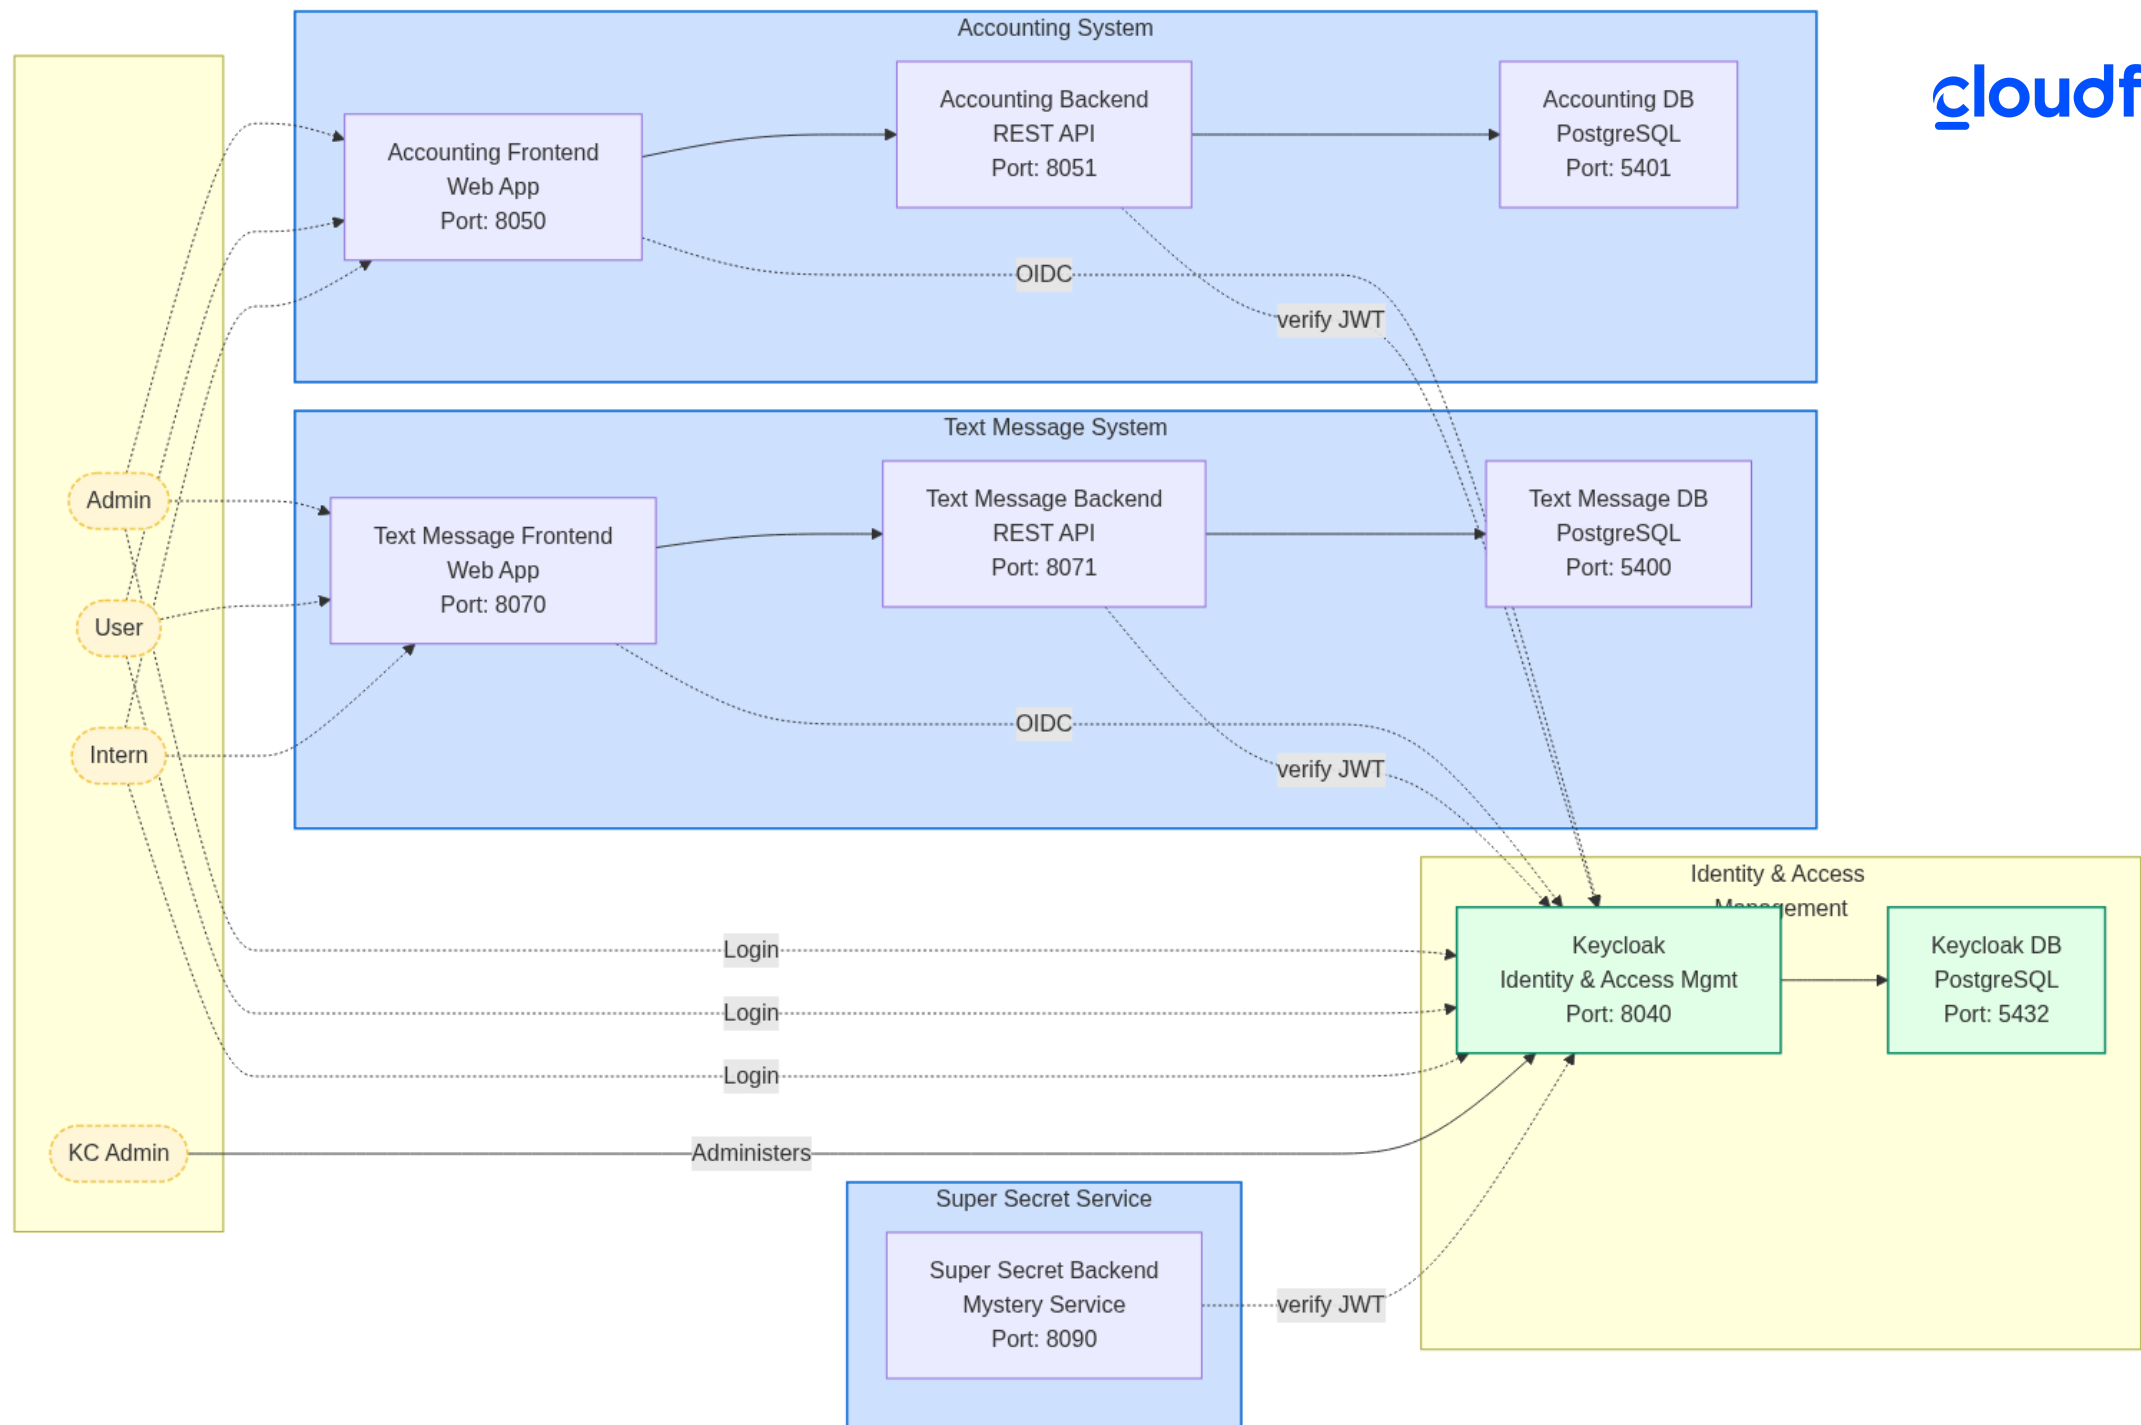 Accounting System
cloudf
Accounting Frontend
Web App
Port: 8050
Accounting Backend
REST API
Port: 8051
Accounting DB
PostgreSQL
Port: 5401
OIDC
verify JWT
Text Message System
Admin
User
Intern
Text Message Frontend
Web App
Port: 8070
Text Message Backend
REST API
Port: 8071
Text Message DB
PostgreSQL
Port: 5400
OIDC
verify JWT
Identity & Access
Management
Login
Login
Login
Keycloak
Identity & Access Mgmt
Port: 8040
Keycloak DB
PostgreSQL
Port: 5432
KC Admin
Administers
Super Secret Service
Super Secret Backend
Mystery Service
Port: 8090
verify JWT